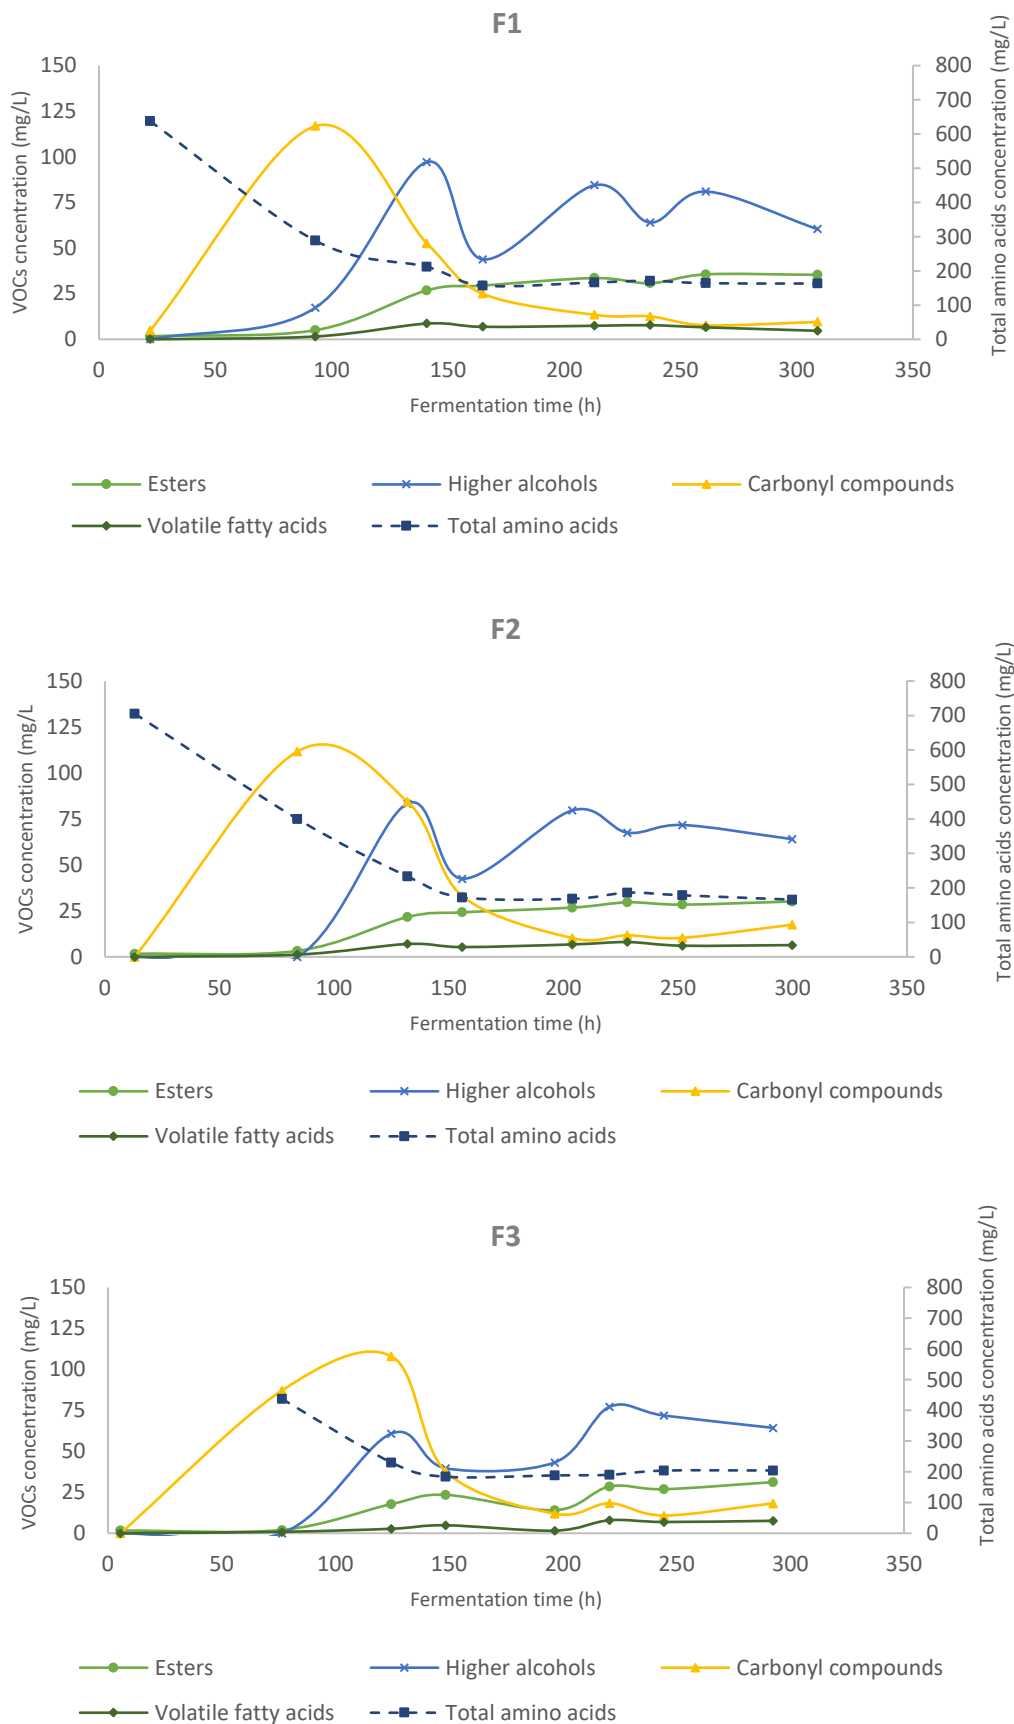 F1
VOCs cncentration (mg/L)
Total amino acids concentration (mg/L)
150 800
125 700
600
100 500
75 400
50 300
200
25 100
0 0
0 50 100 150 200 250 300 350
Fermentation time (h)
Esters Higher alcohols Carbonyl compounds
Volatile fatty acids Total amino acids
F2
VOCs concentration (mg/L
Total amino acids concentration (mg/L)
150 800
125 700
600
100 500
75 400
50 300
200
25 100
0 0
0 50 100 150 200 250 300 350
Fermentation time (h)
Esters Higher alcohols Carbonyl compounds
Volatile fatty acids Total amino acids
F3
VOCs concentration (mg/L)
Total amino acids concentration (mg/L)
150 800
125 700
600
100 500
75 400
50 300
200
25 100
0 0
0 50 100 150 200 250 300 350
Fermentation time (h)
Esters Higher alcohols Carbonyl compounds
Volatile fatty acids Total amino acids